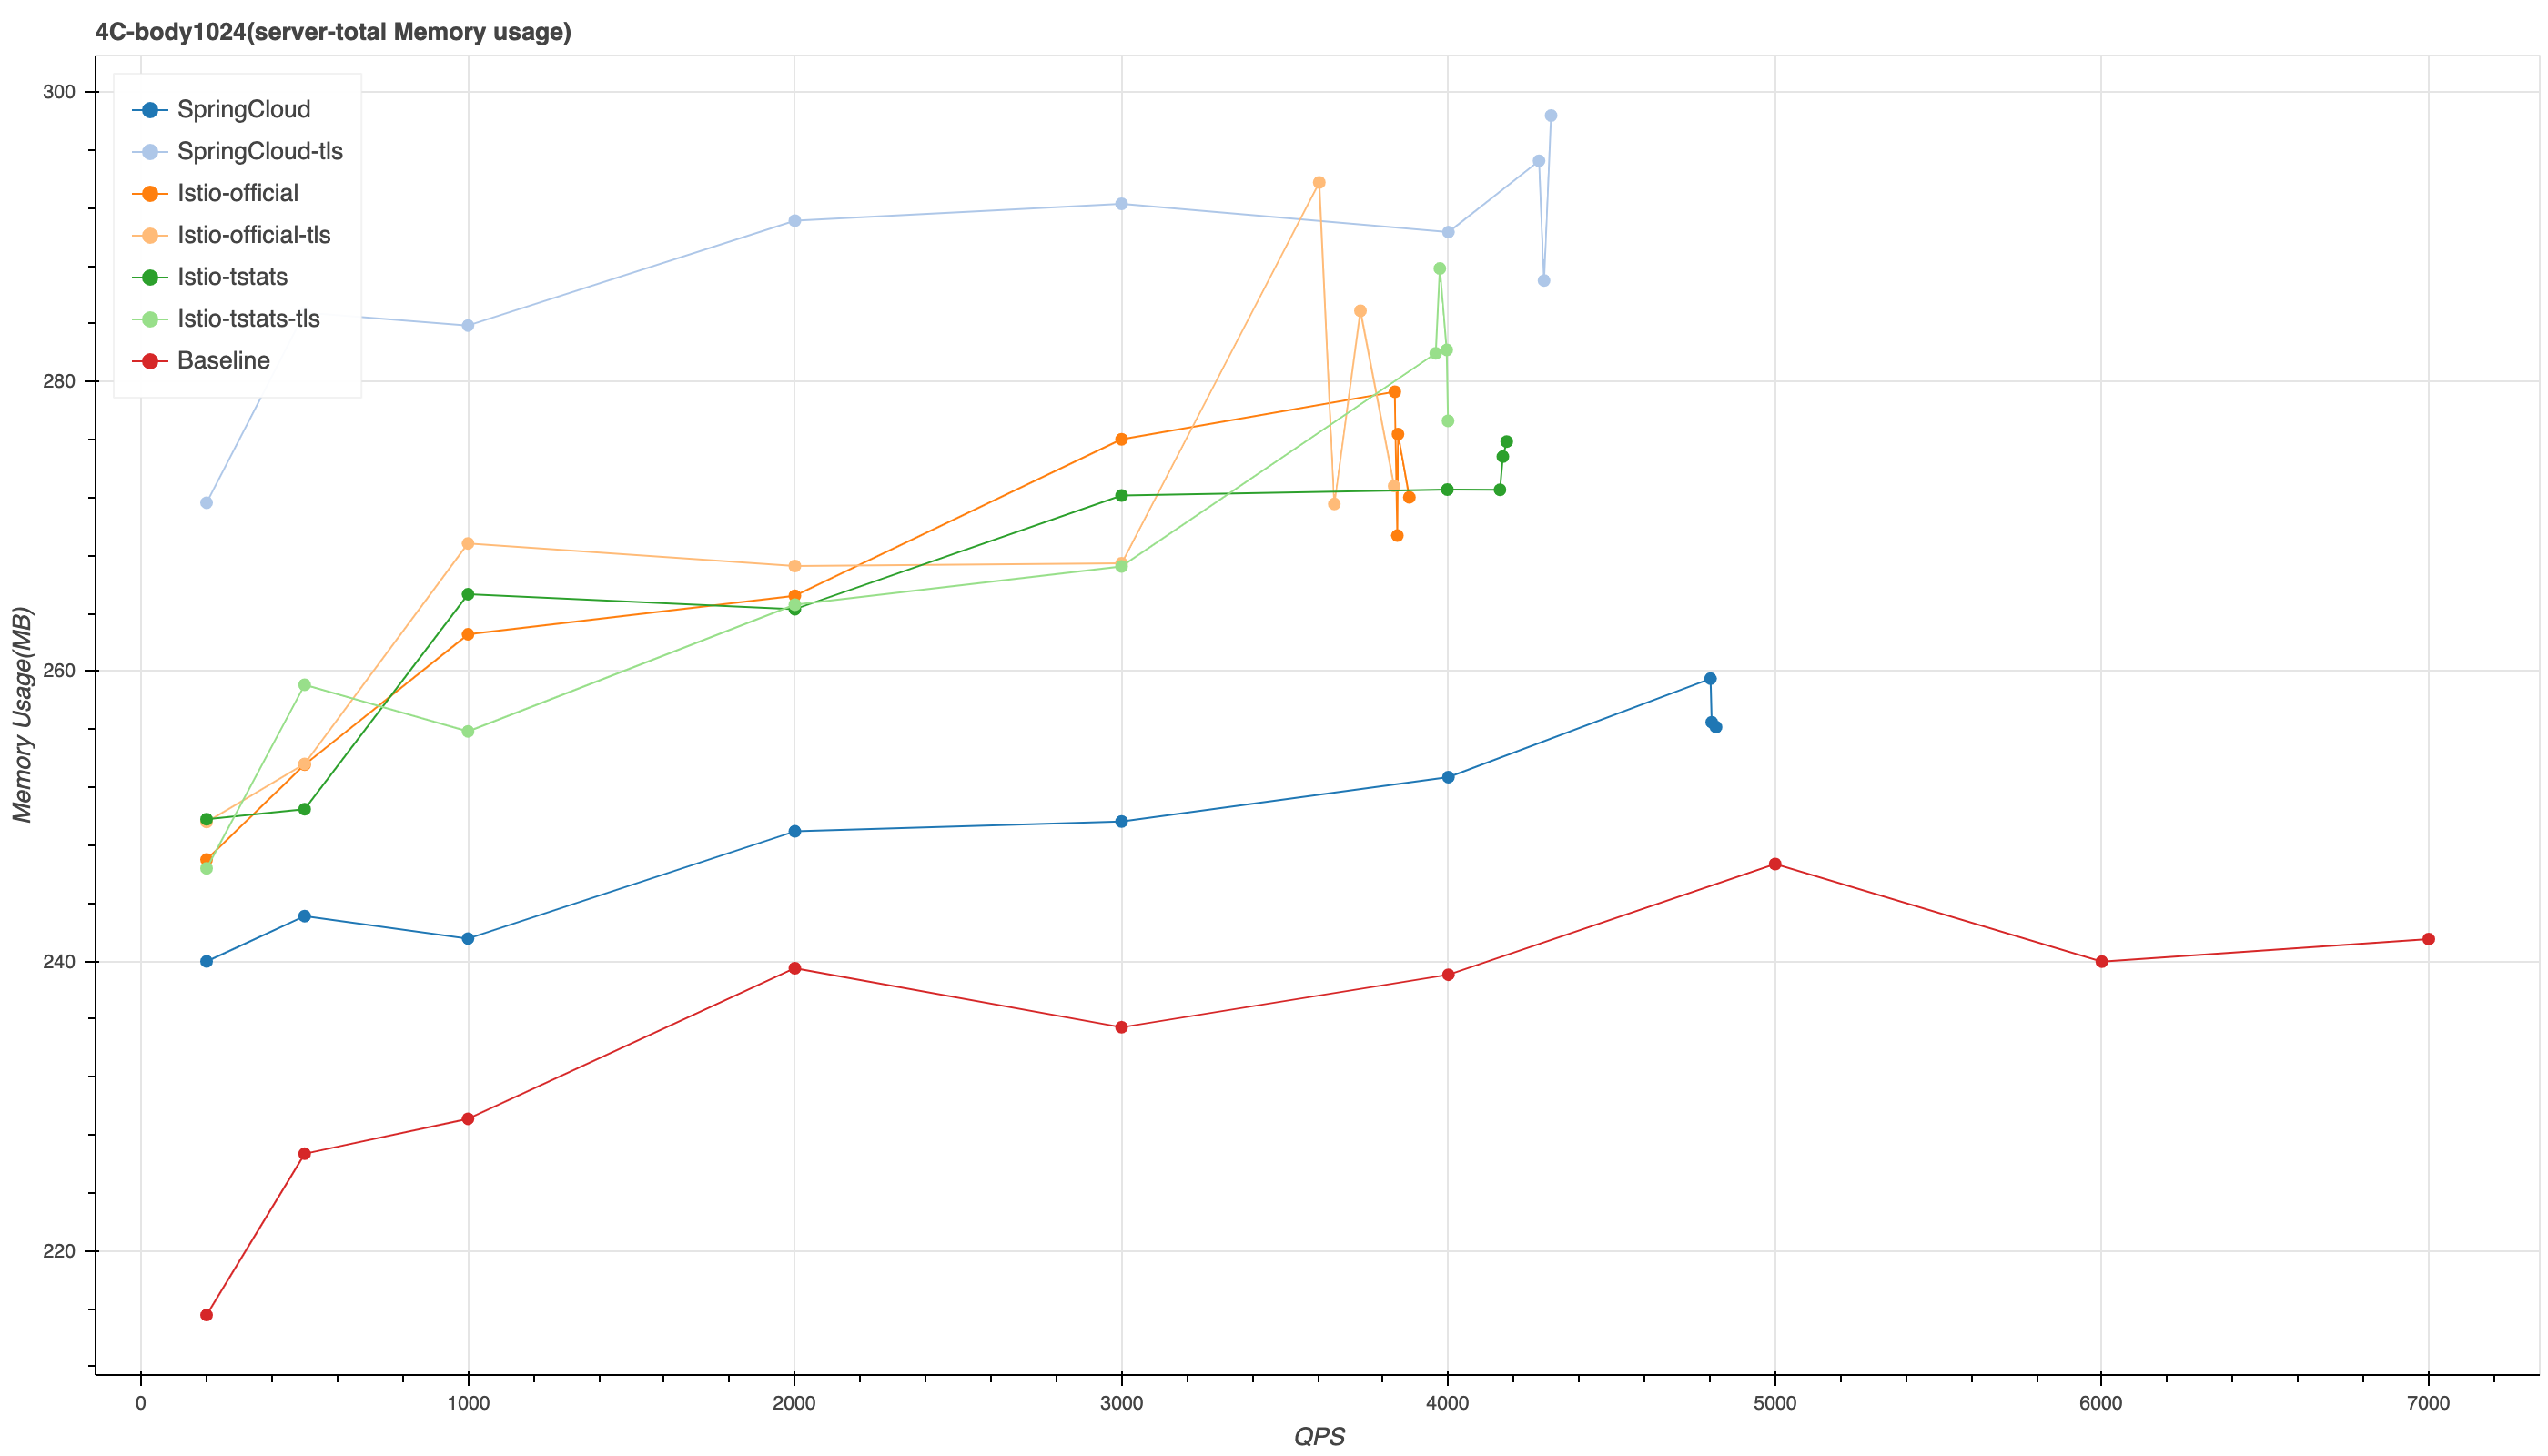 4C-body1024(server-total Memory usage)
SpringCloud
SpringCloud-tls
Istio-official
Istio-official-tls
Istio-tstats
Istio-tstats-tls
Baseline
300
280
260
240
220
Memory Usage(MB)
0 1000 2000 3000 4000 5000 6000 7000
QPS